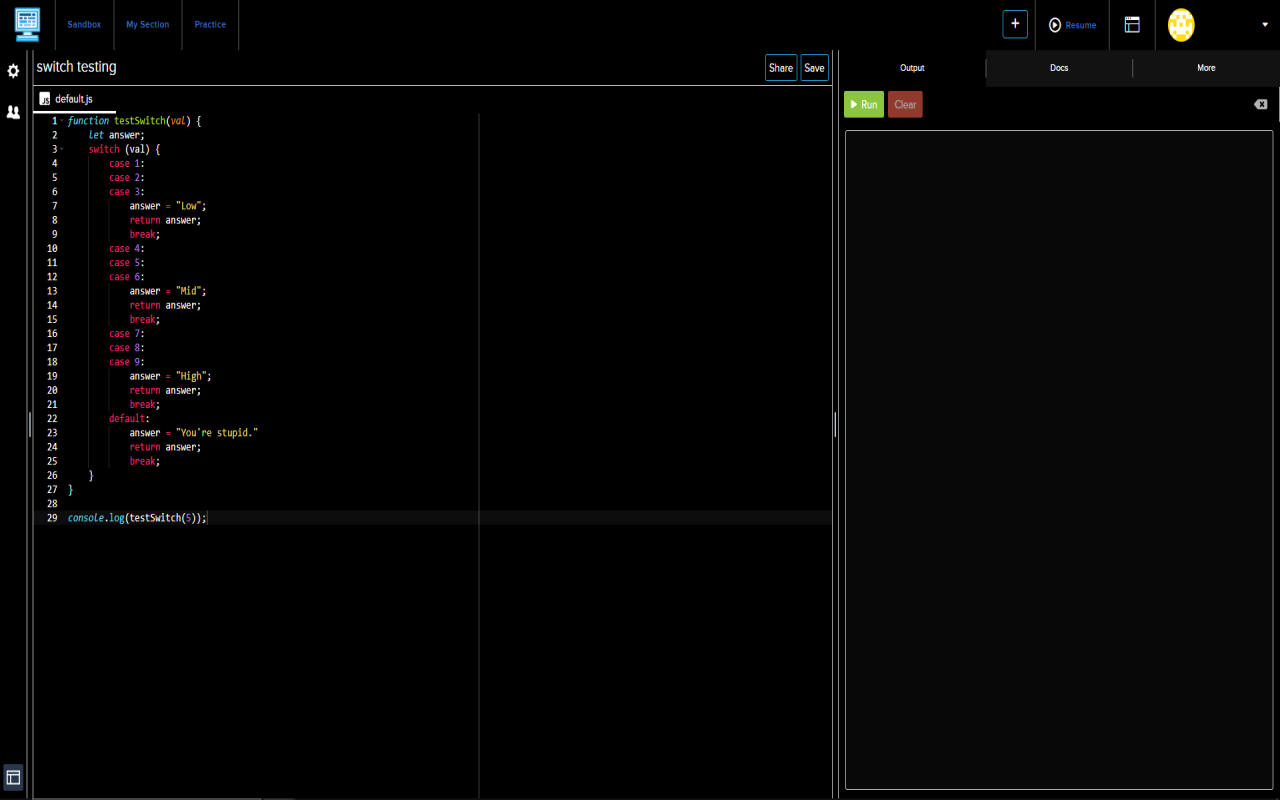 Sandbox My Section Practice + Resume
switch testing Share Save Output Docs More
JS default.js Run Clear
1 function testSwitch(val) {
2     let answer;
3     switch (val) {
4         case 1:
5         case 2:
6         case 3:
7             answer = "Low";
8             return answer;
9             break;
10         case 4:
11         case 5:
12         case 6:
13             answer = "Mid";
14             return answer;
15             break;
16         case 7:
17         case 8:
18         case 9:
19             answer = "High";
20             return answer;
21             break;
22         default:
23             answer = "You're stupid."
24             return answer;
25             break;
26     }
27 }
28
29 console.log(testSwitch(5));